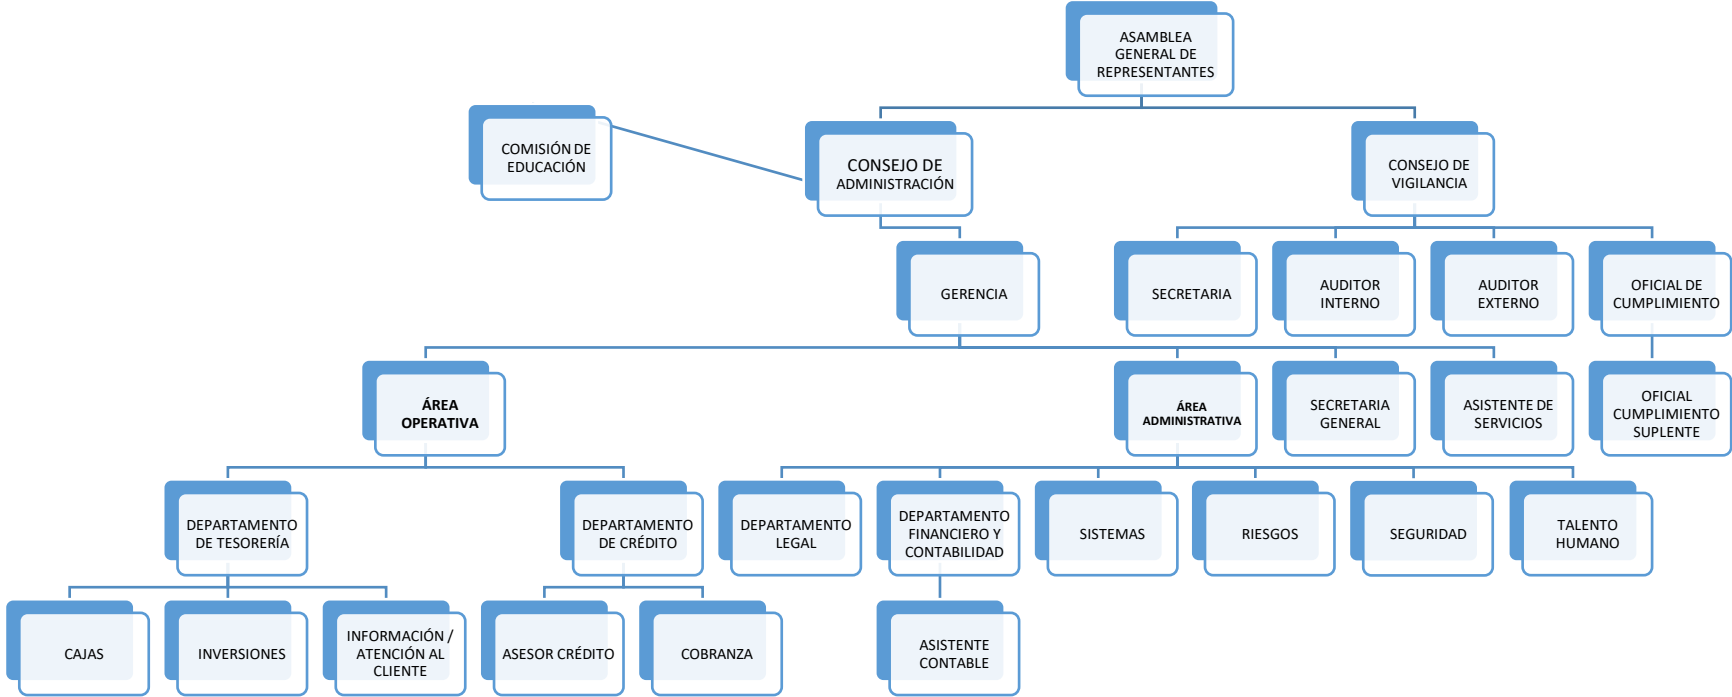 ASAMBLEA
GENERAL DE
REPRESENTANTES
COMISIÓN DE
EDUCACIÓN
CONSEJO DE
ADMINISTRACIÓN
CONSEJO DE
VIGILANCIA
GERENCIA
SECRETARIA
AUDITOR
INTERNO
AUDITOR
EXTERNO
OFICIAL DE
CUMPLIMIENTO
ÁREA
OPERATIVA
ÁREA
ADMINISTRATIVA
SECRETARIA
GENERAL
ASISTENTE DE
SERVICIOS
OFICIAL
CUMPLIMIENTO
SUPLENTE
DEPARTAMENTO
DE TESORERÍA
DEPARTAMENTO
DE CRÉDITO
DEPARTAMENTO
LEGAL
DEPARTAMENTO
FINANCIERO Y
CONTABILIDAD
SISTEMAS
RIESGOS
SEGURIDAD
TALENTO
HUMANO
CAJAS
INVERSIONES
INFORMACIÓN /
ATENCIÓN AL
CLIENTE
ASESOR CRÉDITO
COBRANZA
ASISTENTE
CONTABLE